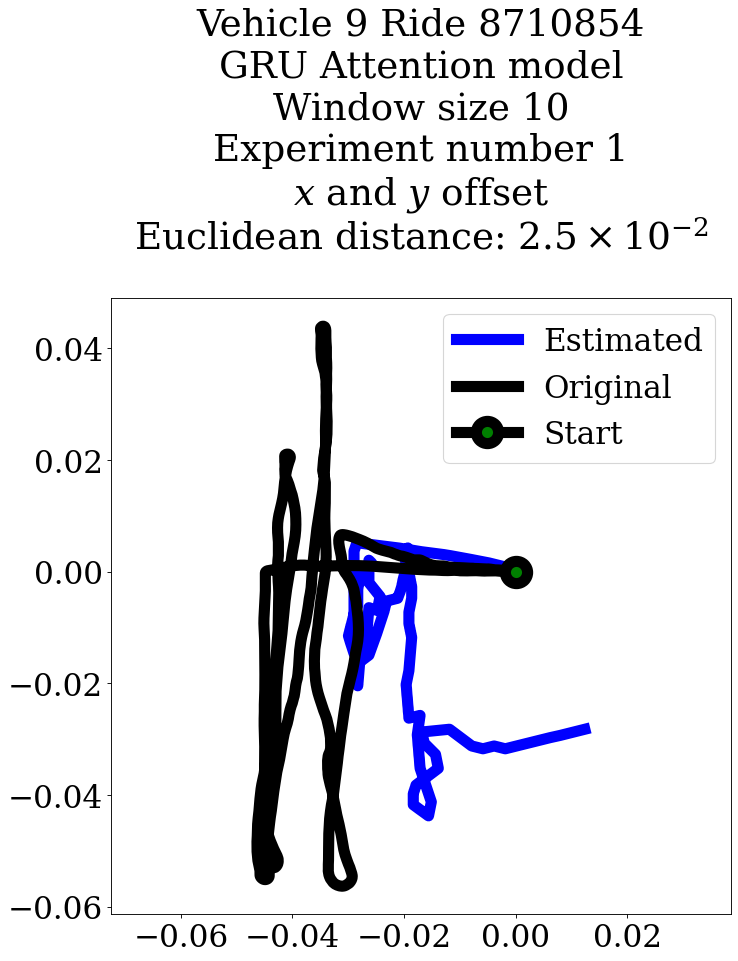 Vehicle 9 Ride 8710854
GRU Attention model
Window size 10
Experiment number 1
x and y offset
Euclidean distance: 2.5 × 10⁻²
Estimated
Original
Start
0.04
0.02
0.00
−0.02
−0.04
−0.06
−0.06 −0.04 −0.02 0.00 0.02